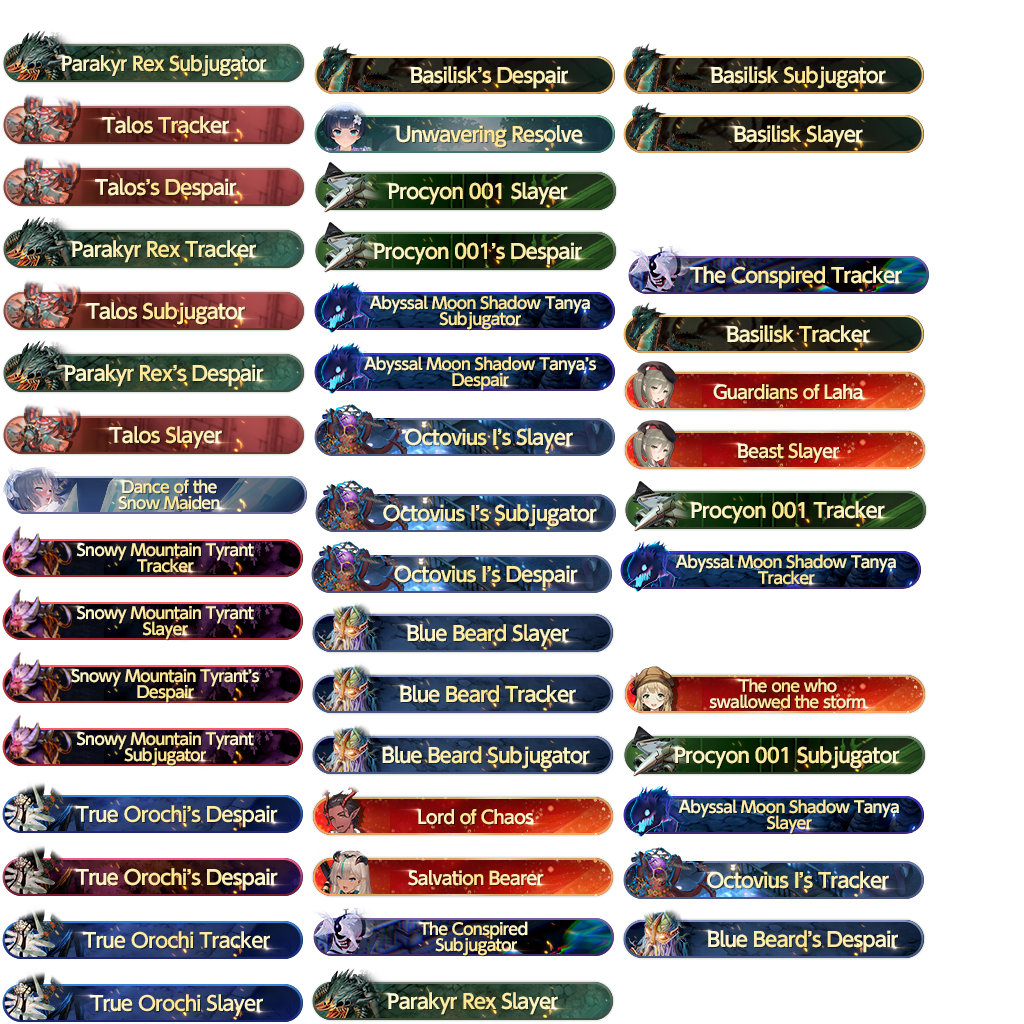 Parakyr Rex Subjugator
Talos Tracker
Talos's Despair
Parakyr Rex Tracker
Talos Subjugator
Parakyr Rex's Despair
Talos Slayer
Dance of the
Snow Maiden
Snowy Mountain Tyrant
Tracker
Snowy Mountain Tyrant
Slayer
Snowy Mountain Tyrant's
Despair
Snowy Mountain Tyrant
Subjugator
True Orochi's Despair
True Orochi's Despair
True Orochi Tracker
True Orochi Slayer
Basilisk's Despair
Unwavering Resolve
Procyon 001 Slayer
Procyon 001's Despair
Abyssal Moon Shadow Tanya
Subjugator
Abyssal Moon Shadow Tanya's
Despair
Octovius I's Slayer
Octovius I's Subjugator
Octovius I's Despair
Blue Beard Slayer
Blue Beard Tracker
Blue Beard Subjugator
Lord of Chaos
Salvation Bearer
The Conspired
Subjugator
Parakyr Rex Slayer
Basilisk Subjugator
Basilisk Slayer
The Conspired Tracker
Basilisk Tracker
Guardians of Laha
Beast Slayer
Procyon 001 Tracker
Abyssal Moon Shadow Tanya
Tracker
The one who
swallowed the storm
Procyon 001 Subjugator
Abyssal Moon Shadow Tanya
Slayer
Octovius I's Tracker
Blue Beard's Despair